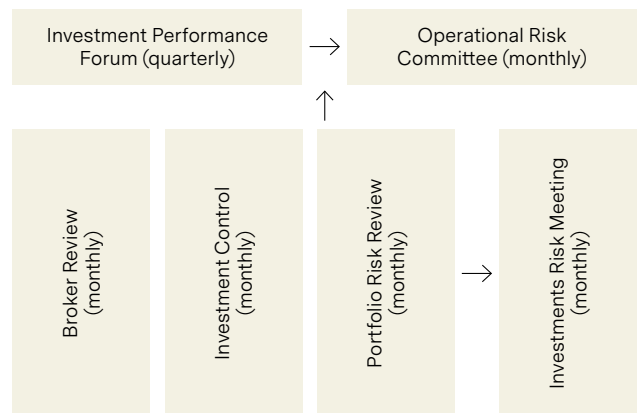 Investment Performance
Forum (quarterly)
Operational Risk
Committee (monthly)
Broker Review
(monthly)
Investment Control
(monthly)
Portfolio Risk Review
(monthly)
Investments Risk Meeting
(monthly)